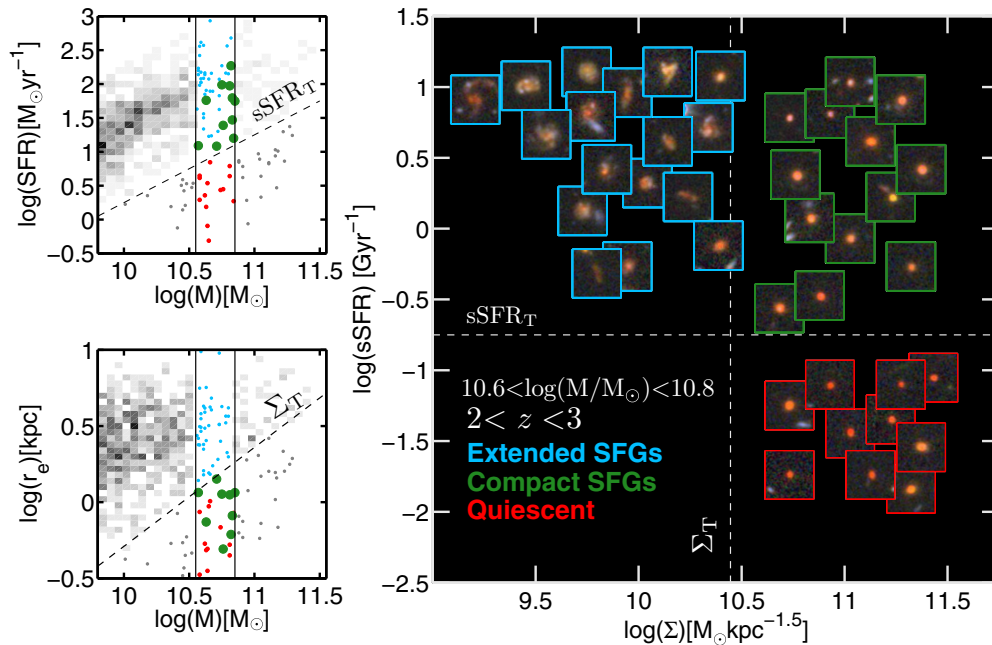 log(SFR)[M⊙yr⁻¹]
3
2.5
2
1.5
1
0.5
0
−0.5
sSFR_T
10
10.5
11
11.5
log(M)[M⊙]
log(r_e)[kpc]
1
0.5
0
−0.5
Σ_T
10
10.5
11
11.5
log(M)[M⊙]
log(sSFR) [Gyr⁻¹]
1.5
1
0.5
0
−0.5
−1
−1.5
−2
−2.5
sSFR_T
10.6<log(M/M⊙)<10.8
2< z <3
Extended SFGs
Compact SFGs
Quiescent
Σ_T
9.5
10
10.5
11
11.5
log(Σ)[M⊙kpc⁻¹·⁵]